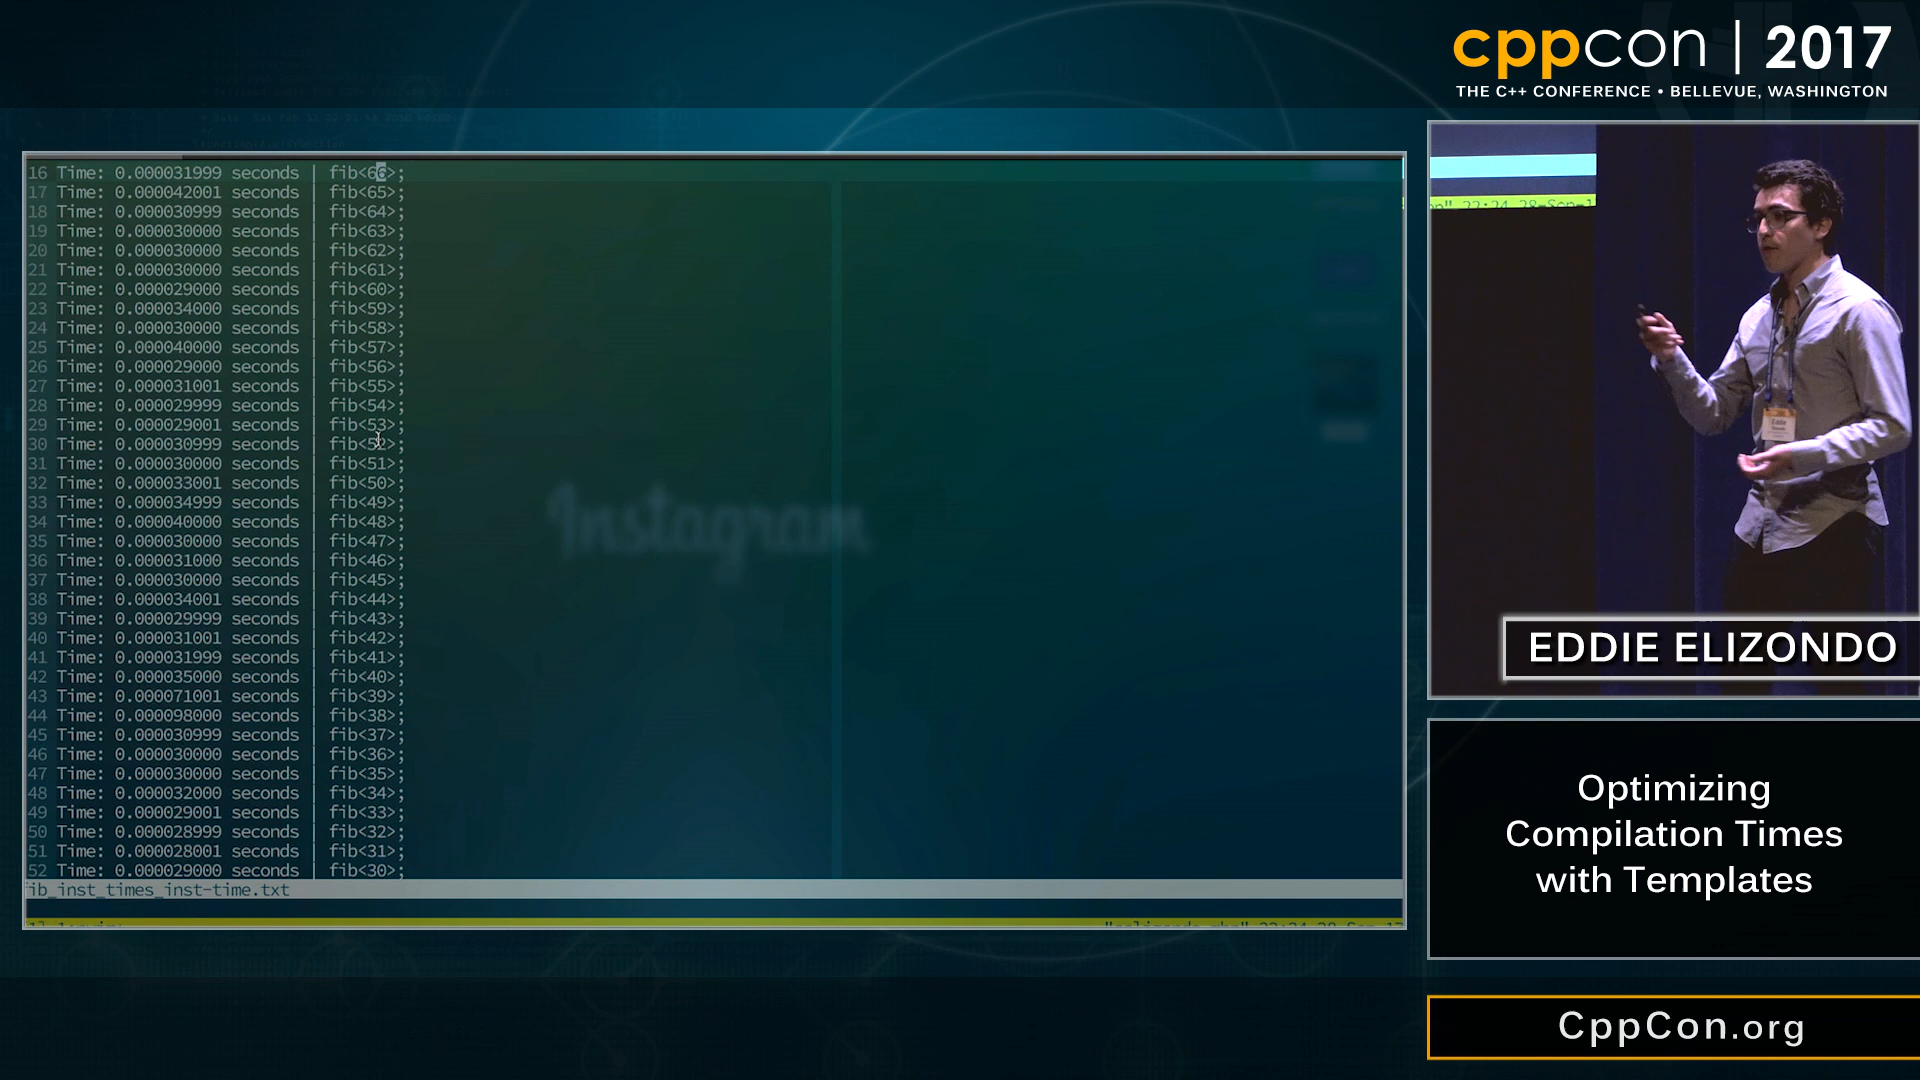 cppcon | 2017
THE C++ CONFERENCE • BELLEVUE, WASHINGTON
16 Time: 0.000031999 seconds | fib<66>;
17 Time: 0.000042001 seconds | fib<65>;
18 Time: 0.000030999 seconds | fib<64>;
19 Time: 0.000030000 seconds | fib<63>;
20 Time: 0.000030000 seconds | fib<62>;
21 Time: 0.000030000 seconds | fib<61>;
22 Time: 0.000029000 seconds | fib<60>;
23 Time: 0.000034000 seconds | fib<59>;
24 Time: 0.000030000 seconds | fib<58>;
25 Time: 0.000040000 seconds | fib<57>;
26 Time: 0.000029000 seconds | fib<56>;
27 Time: 0.000031001 seconds | fib<55>;
28 Time: 0.000029999 seconds | fib<54>;
29 Time: 0.000029001 seconds | fib<53>;
30 Time: 0.000030999 seconds | fib<52>;
31 Time: 0.000030000 seconds | fib<51>;
32 Time: 0.000033001 seconds | fib<50>;
33 Time: 0.000034999 seconds | fib<49>;
34 Time: 0.000040000 seconds | fib<48>;
35 Time: 0.000030000 seconds | fib<47>;
36 Time: 0.000031000 seconds | fib<46>;
37 Time: 0.000030000 seconds | fib<45>;
38 Time: 0.000034001 seconds | fib<44>;
39 Time: 0.000029999 seconds | fib<43>;
40 Time: 0.000031001 seconds | fib<42>;
41 Time: 0.000031999 seconds | fib<41>;
42 Time: 0.000035000 seconds | fib<40>;
43 Time: 0.000071001 seconds | fib<39>;
44 Time: 0.000098000 seconds | fib<38>;
45 Time: 0.000030999 seconds | fib<37>;
46 Time: 0.000030000 seconds | fib<36>;
47 Time: 0.000030000 seconds | fib<35>;
48 Time: 0.000032000 seconds | fib<34>;
49 Time: 0.000029001 seconds | fib<33>;
50 Time: 0.000028999 seconds | fib<32>;
51 Time: 0.000028001 seconds | fib<31>;
52 Time: 0.000029000 seconds | fib<30>;
ib_inst_times_inst-time.txt
Instagram
22:24 28-Sep-1
EDDIE ELIZONDO
Optimizing
Compilation Times
with Templates
CppCon.org